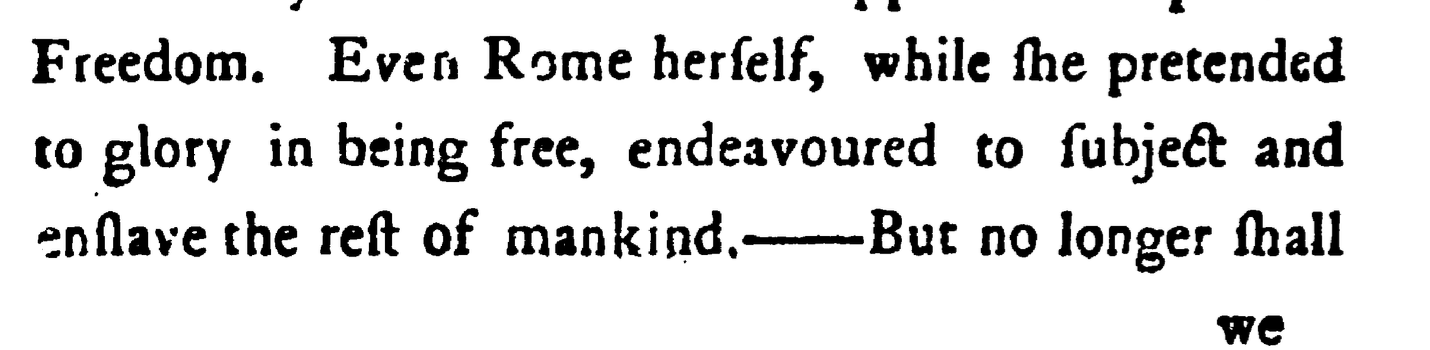 Freedom. Even Rome herſelf, while ſhe pretended
to glory in being free, endeavoured to ſubject and
enſlave the reſt of mankind.——But no longer ſhall
we